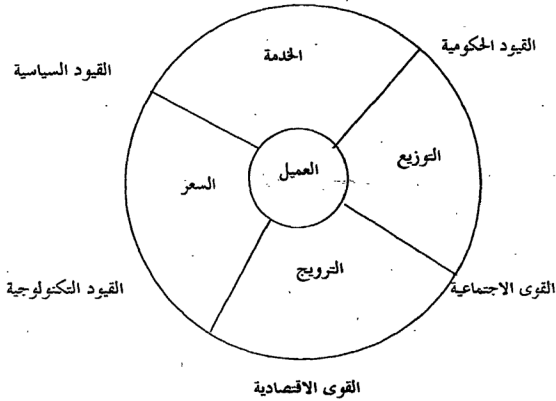 القيود الحكومية
الخدمة
القيود السياسية
التوزيع
العميل
السعر
الترويج
القوى الاجتماعية
القيود التكنولوجية
القوى الاقتصادية